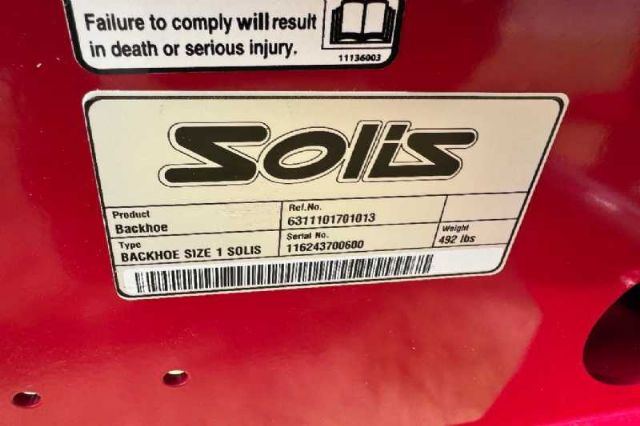 Failure to comply will result
in death or serious injury.
11136003
Solis
Product
Backhoe
Ref.No.
6311101701013
Type
BACKHOE SIZE 1 SOLIS
Serial No.
116243700600
Weight
492 lbs